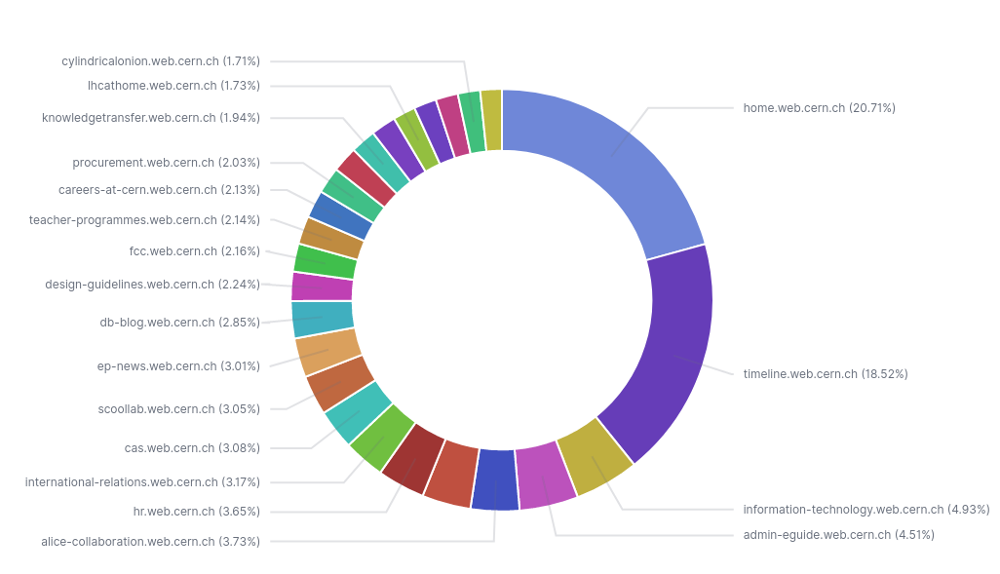 cylindricalonion.web.cern.ch (1.71%)
lhcathome.web.cern.ch (1.73%)
knowledgetransfer.web.cern.ch (1.94%)
procurement.web.cern.ch (2.03%)
careers-at-cern.web.cern.ch (2.13%)
teacher-programmes.web.cern.ch (2.14%)
fcc.web.cern.ch (2.16%)
design-guidelines.web.cern.ch (2.24%)
db-blog.web.cern.ch (2.85%)
ep-news.web.cern.ch (3.01%)
scoollab.web.cern.ch (3.05%)
cas.web.cern.ch (3.08%)
international-relations.web.cern.ch (3.17%)
hr.web.cern.ch (3.65%)
alice-collaboration.web.cern.ch (3.73%)
home.web.cern.ch (20.71%)
timeline.web.cern.ch (18.52%)
information-technology.web.cern.ch (4.93%)
admin-eguide.web.cern.ch (4.51%)